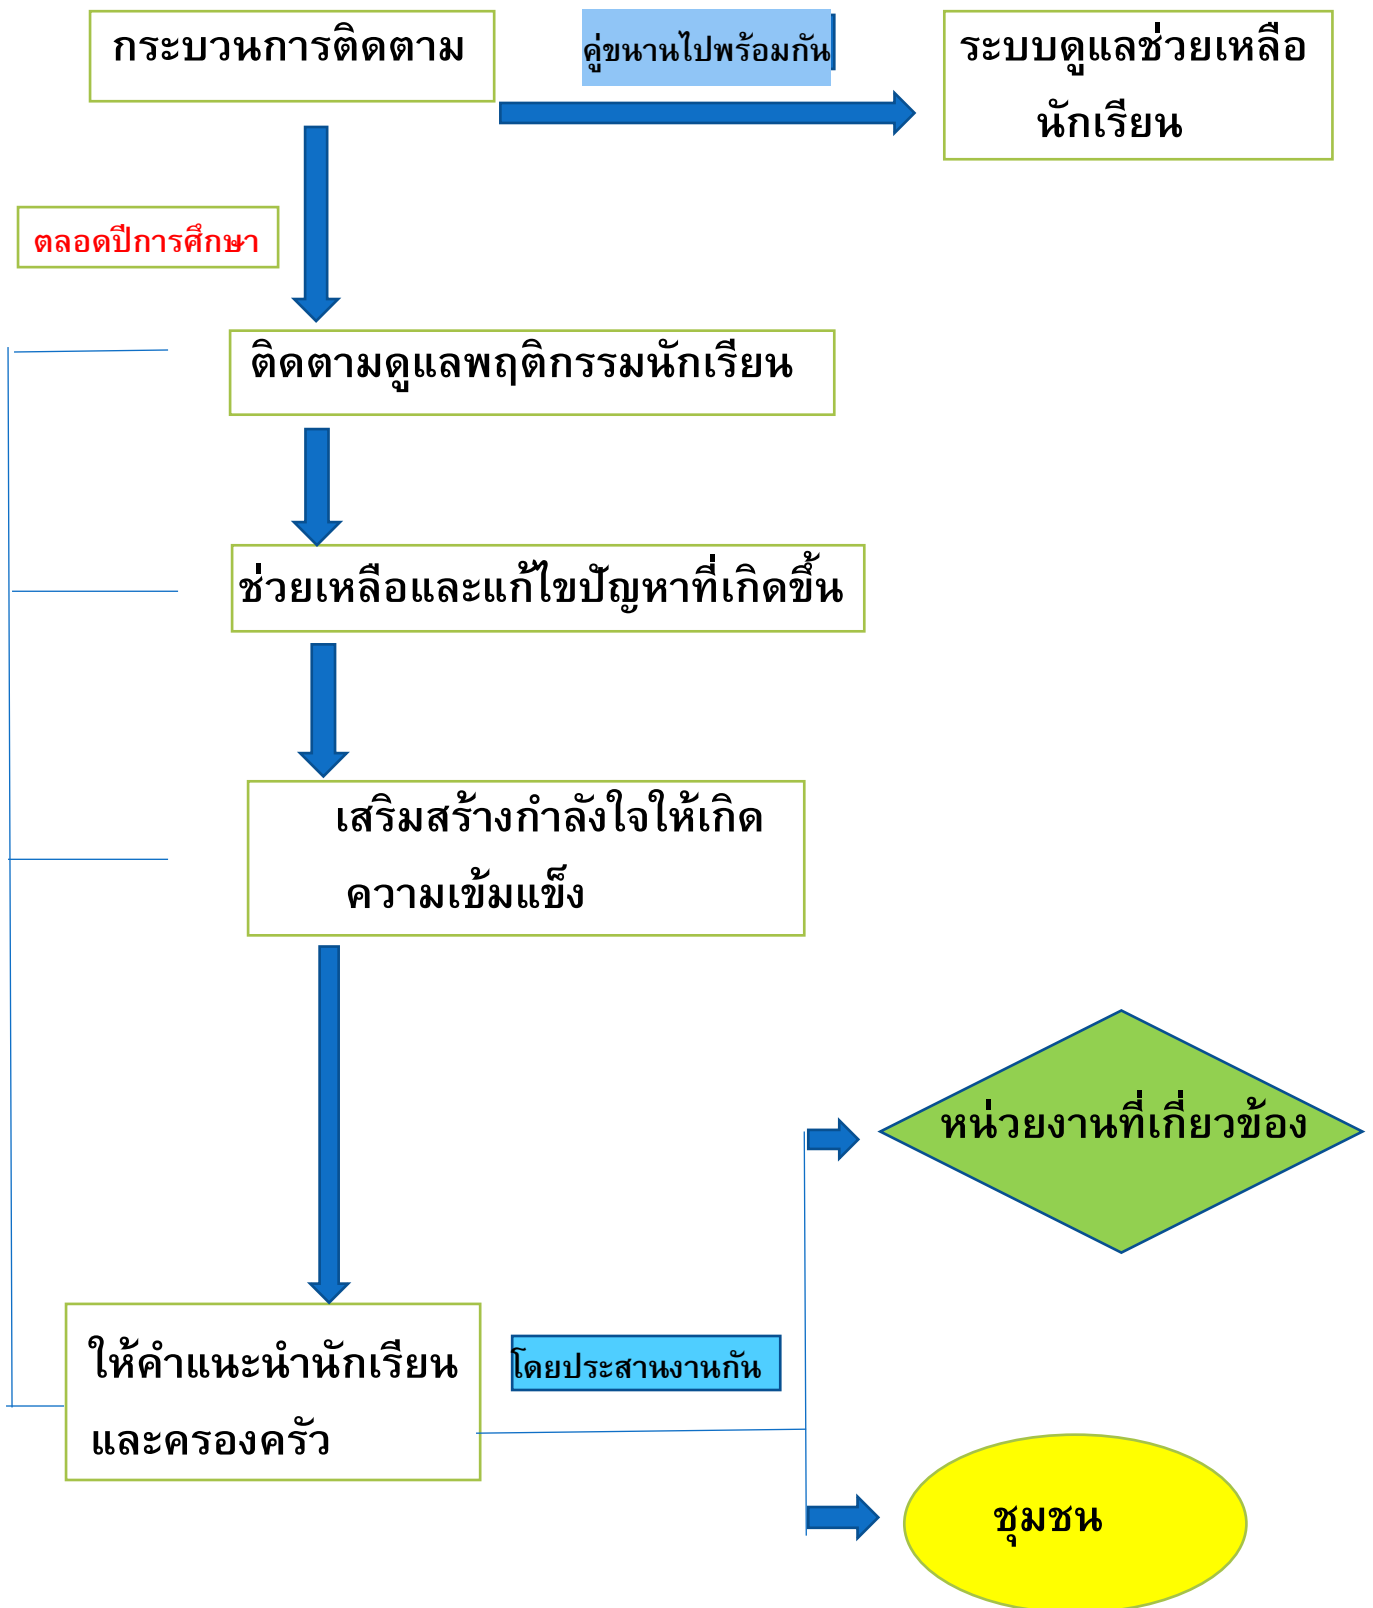 กระบวนการติดตาม
คู่ขนานไปพร้อมกัน
ระบบดูแลช่วยเหลือ
นักเรียน
ตลอดปีการศึกษา
ติดตามดูแลพฤติกรรมนักเรียน
ช่วยเหลือและแก้ไขปัญหาที่เกิดขึ้น
เสริมสร้างกำลังใจให้เกิด
ความเข้มแข็ง
หน่วยงานที่เกี่ยวข้อง
ให้คำแนะนำนักเรียน
และครองครัว
โดยประสานงานกัน
ชุมชน